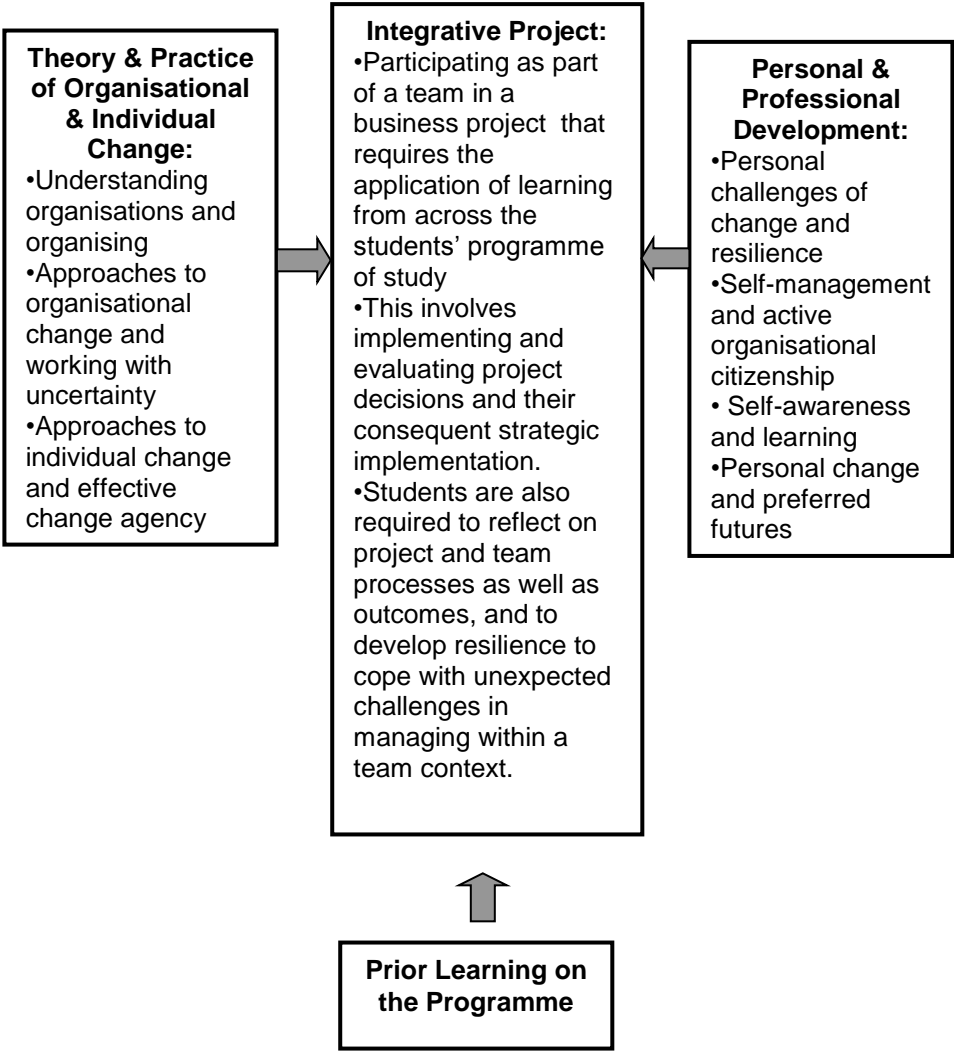 Theory & Practice
of Organisational
& Individual
Change:
•Understanding
organisations and
organising
•Approaches to
organisational
change and
working with
uncertainty
•Approaches to
individual change
and effective
change agency
Integrative Project:
•Participating as part
of a team in a
business project that
requires the
application of learning
from across the
students’ programme
of study
•This involves
implementing and
evaluating project
decisions and their
consequent strategic
implementation.
•Students are also
required to reflect on
project and team
processes as well as
outcomes, and to
develop resilience to
cope with unexpected
challenges in
managing within a
team context.
Personal &
Professional
Development:
•Personal
challenges of
change and
resilience
•Self-management
and active
organisational
citizenship
• Self-awareness
and learning
•Personal change
and preferred
futures
Prior Learning on
the Programme